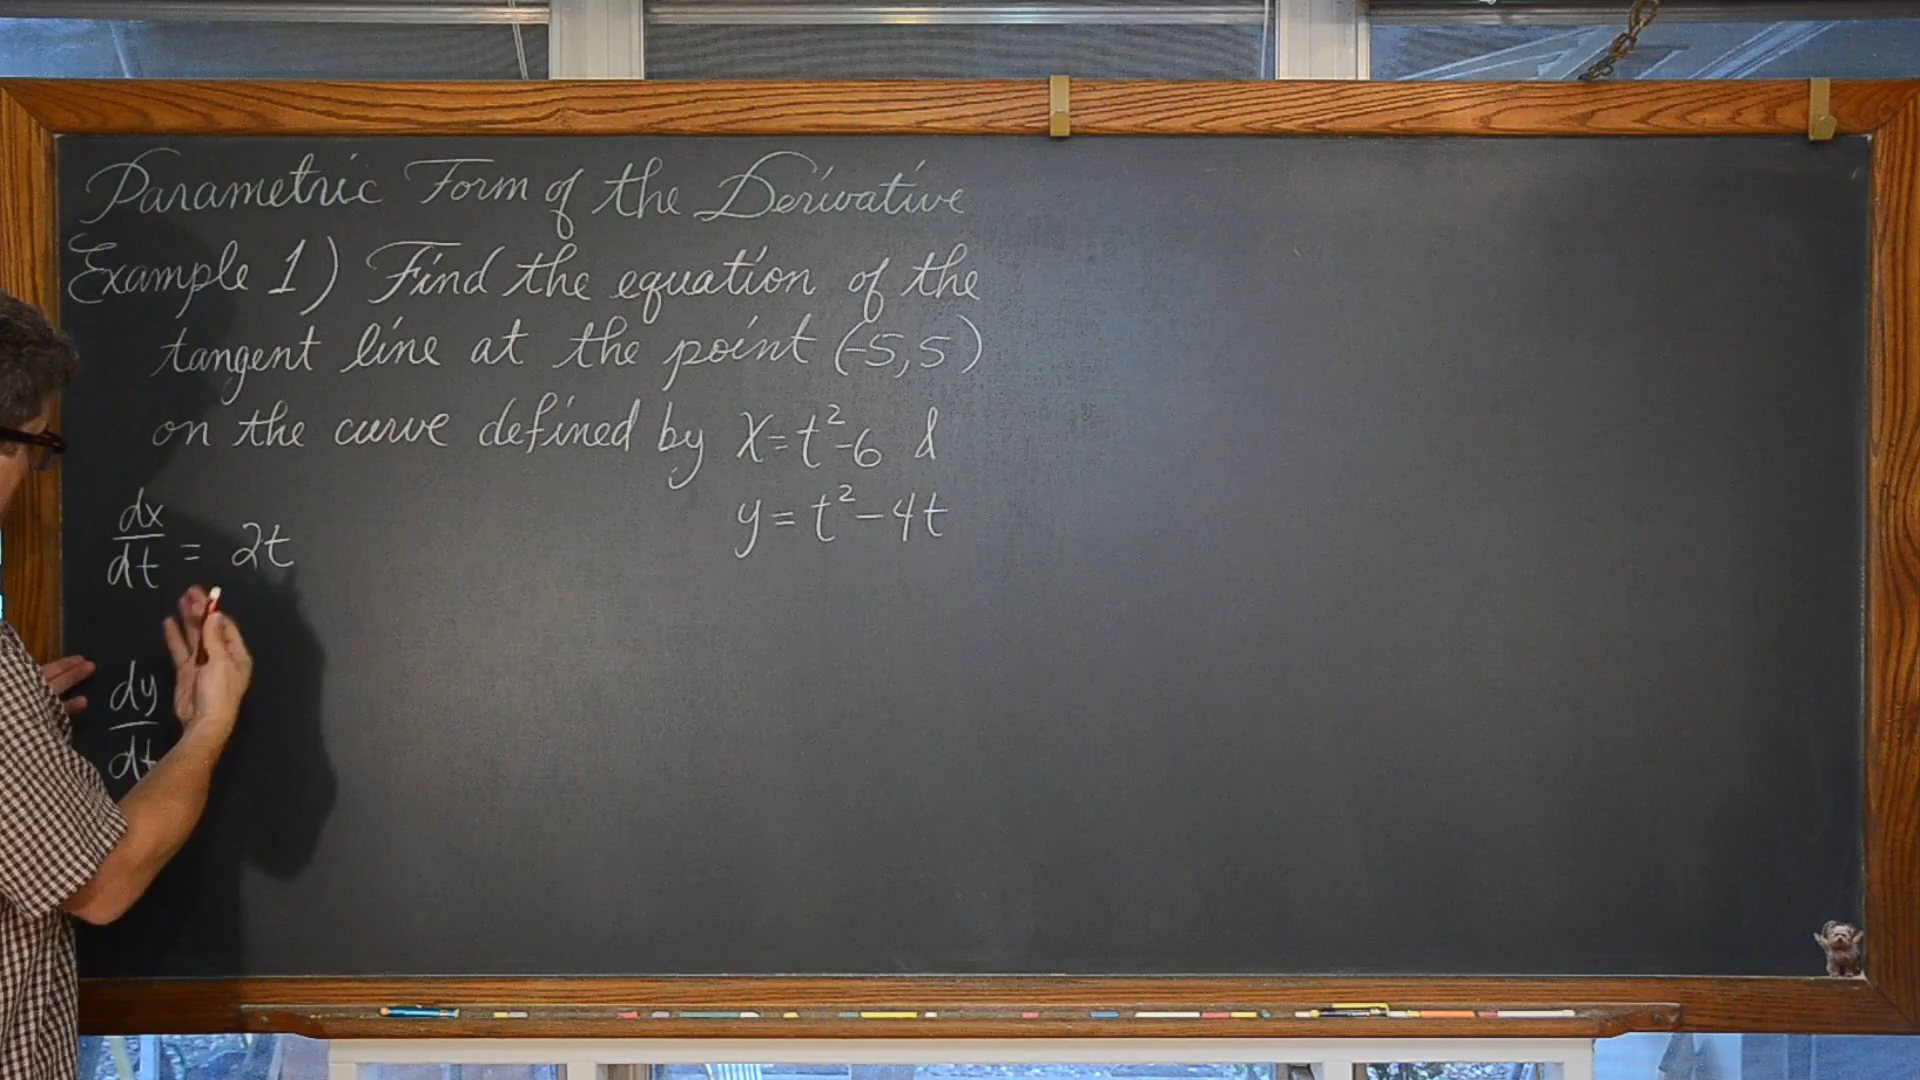 Parametric Form of the Derivative
Example 1) Find the equation of the
tangent line at the point (-5,5)
on the curve defined by x=t²-6 &
y=t²-4t
dx/dt = 2t
dy/dt